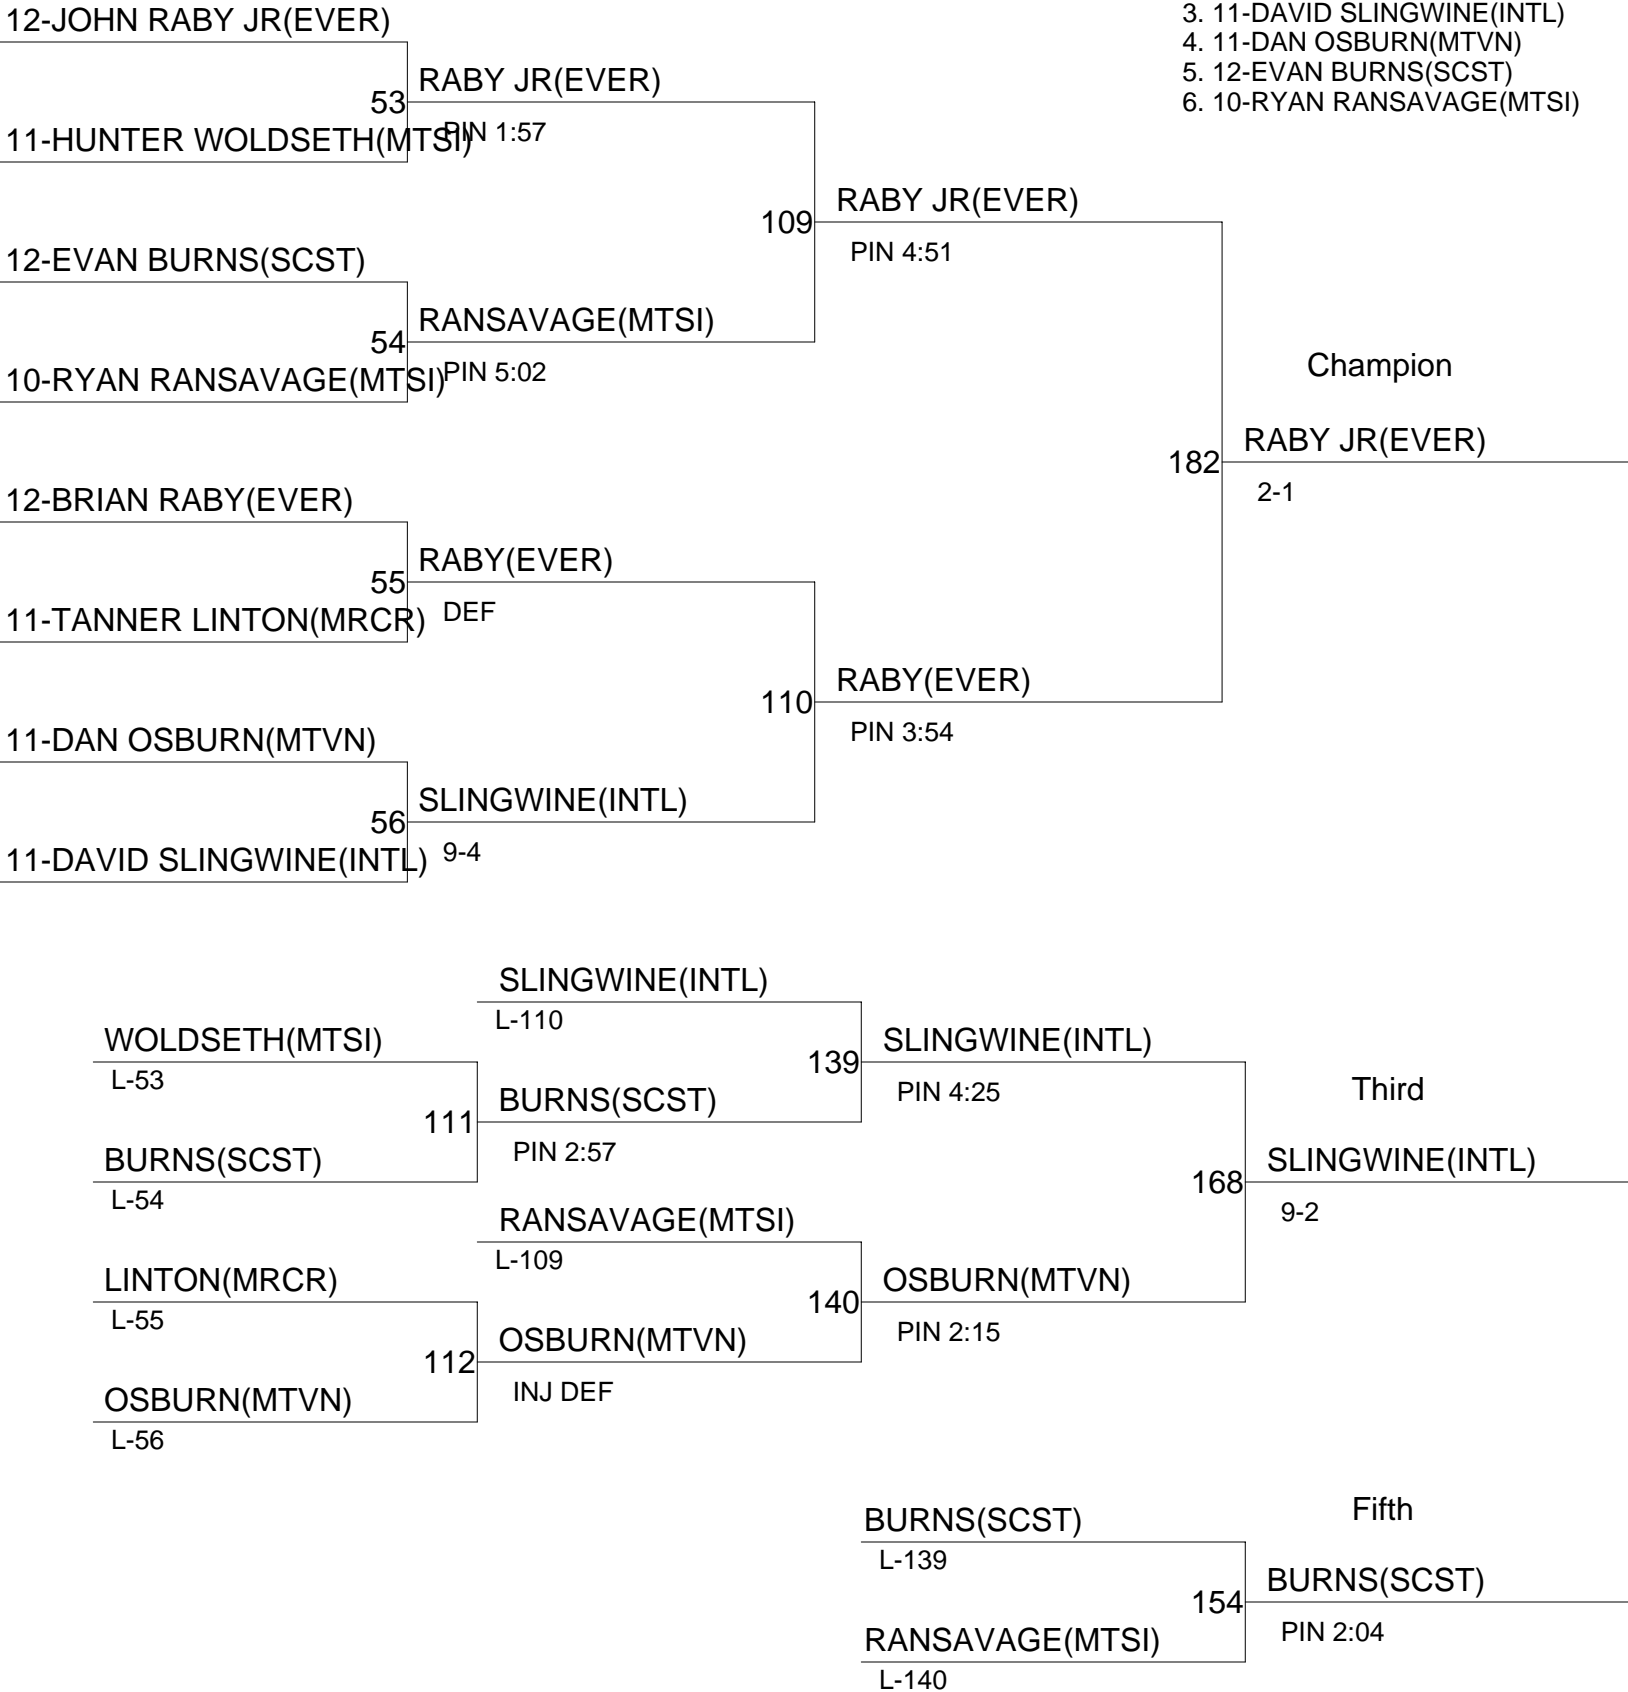 12-JOHN RABY JR(EVER)
3. 11-DAVID SLINGWINE(INTL)
4. 11-DAN OSBURN(MTVN)
5. 12-EVAN BURNS(SCST)
6. 10-RYAN RANSAVAGE(MTSI)
RABY JR(EVER)
53
PIN 1:57
11-HUNTER WOLDSETH(MTSI)
RABY JR(EVER)
109
PIN 4:51
12-EVAN BURNS(SCST)
RANSAVAGE(MTSI)
54
PIN 5:02
10-RYAN RANSAVAGE(MTSI)
Champion
RABY JR(EVER)
182
2-1
12-BRIAN RABY(EVER)
RABY(EVER)
55
DEF
11-TANNER LINTON(MRCR)
RABY(EVER)
110
PIN 3:54
11-DAN OSBURN(MTVN)
SLINGWINE(INTL)
56
9-4
11-DAVID SLINGWINE(INTL)
SLINGWINE(INTL)
L-110
WOLDSETH(MTSI)
L-53
139
SLINGWINE(INTL)
PIN 4:25
Third
BURNS(SCST)
111
PIN 2:57
BURNS(SCST)
L-54
168
SLINGWINE(INTL)
9-2
RANSAVAGE(MTSI)
L-109
LINTON(MRCR)
L-55
140
OSBURN(MTVN)
PIN 2:15
OSBURN(MTVN)
112
INJ DEF
OSBURN(MTVN)
L-56
Fifth
BURNS(SCST)
L-139
154
BURNS(SCST)
PIN 2:04
RANSAVAGE(MTSI)
L-140